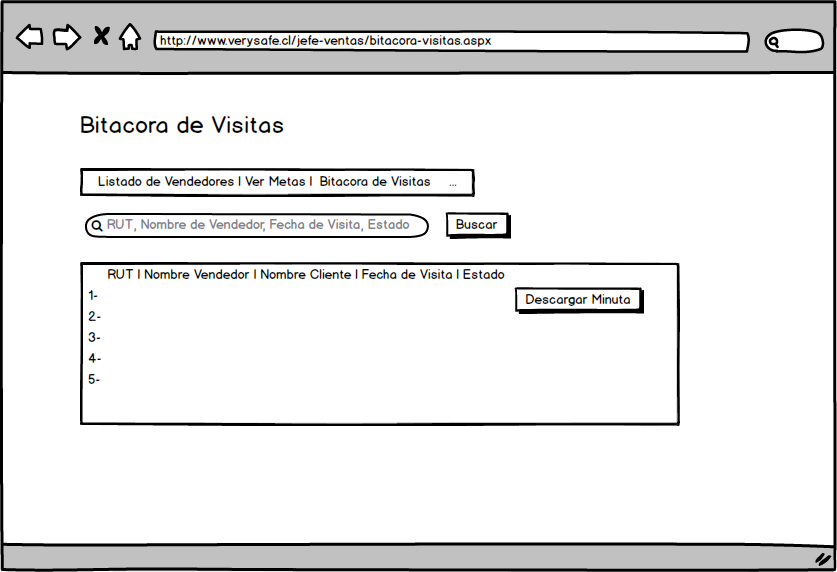 http://www.verysafe.cl/jefe-ventas/bitacora-visitas.aspx
Bitacora de Visitas
Listado de Vendedores | Ver Metas | Bitacora de Visitas ...
RUT, Nombre de Vendedor, Fecha de Visita, Estado Buscar
RUT | Nombre Vendedor | Nombre Cliente | Fecha de Visita | Estado
1- Descargar Minuta
2-
3-
4-
5-